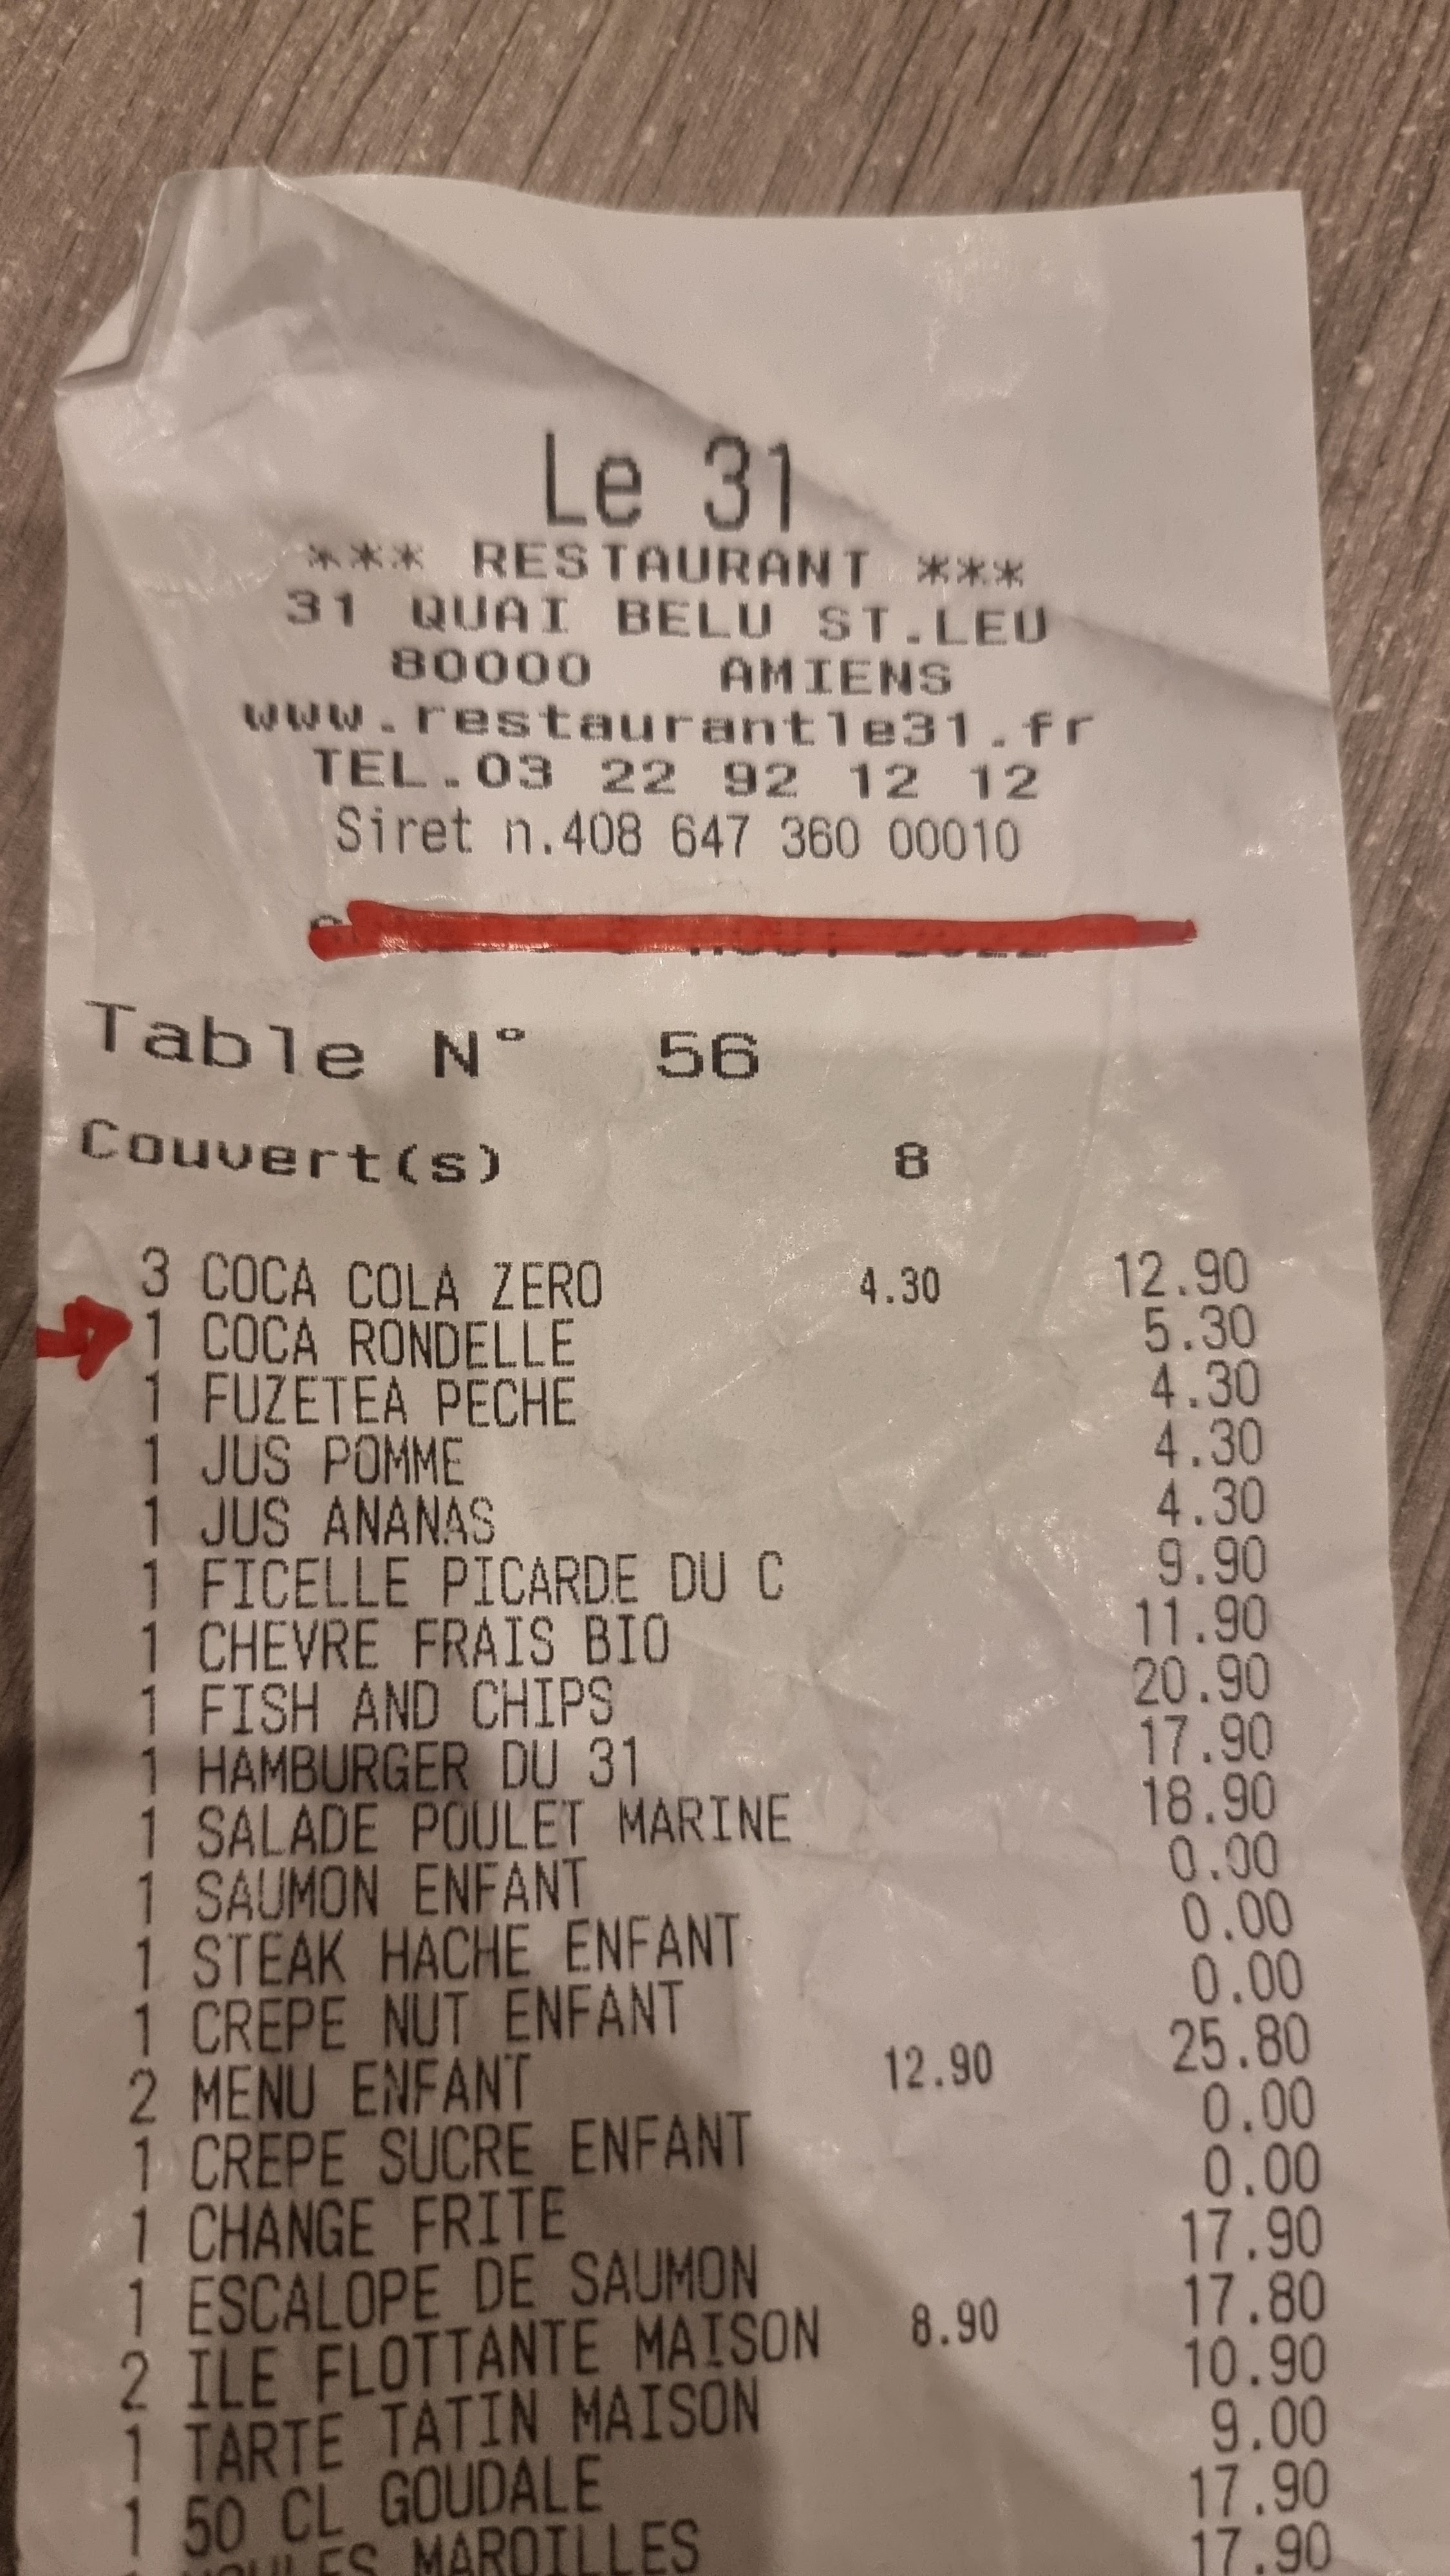 Le 31
*** RESTAURANT ***
31 QUAI BELU ST.LEU
80000 AMIENS
www.restaurantle31.fr
TEL.03 22 92 12 12
Siret n.408 647 360 00010
Table N° 56
Couvert(s) 8
3 COCA COLA ZERO 4.30 12.90
1 COCA RONDELLE 5.30
1 FUZETEA PECHE 4.30
1 JUS POMME 4.30
1 JUS ANANAS 4.30
1 FICELLE PICARDE DU C 9.90
1 CHEVRE FRAIS BIO 11.90
1 FISH AND CHIPS 20.90
1 HAMBURGER DU 31 17.90
1 SALADE POULET MARINE 18.90
1 SAUMON ENFANT 0.00
1 STEAK HACHE ENFANT 0.00
1 CREPE NUT ENFANT 0.00
2 MENU ENFANT 12.90 25.80
1 CREPE SUCRE ENFANT 0.00
1 CHANGE FRITE 0.00
1 ESCALOPE DE SAUMON 17.90
2 ILE FLOTTANTE MAISON 8.90 17.80
1 TARTE TATIN MAISON 10.90
1 50 CL GOUDALE 9.00
MAROILLES 17.90
17.90